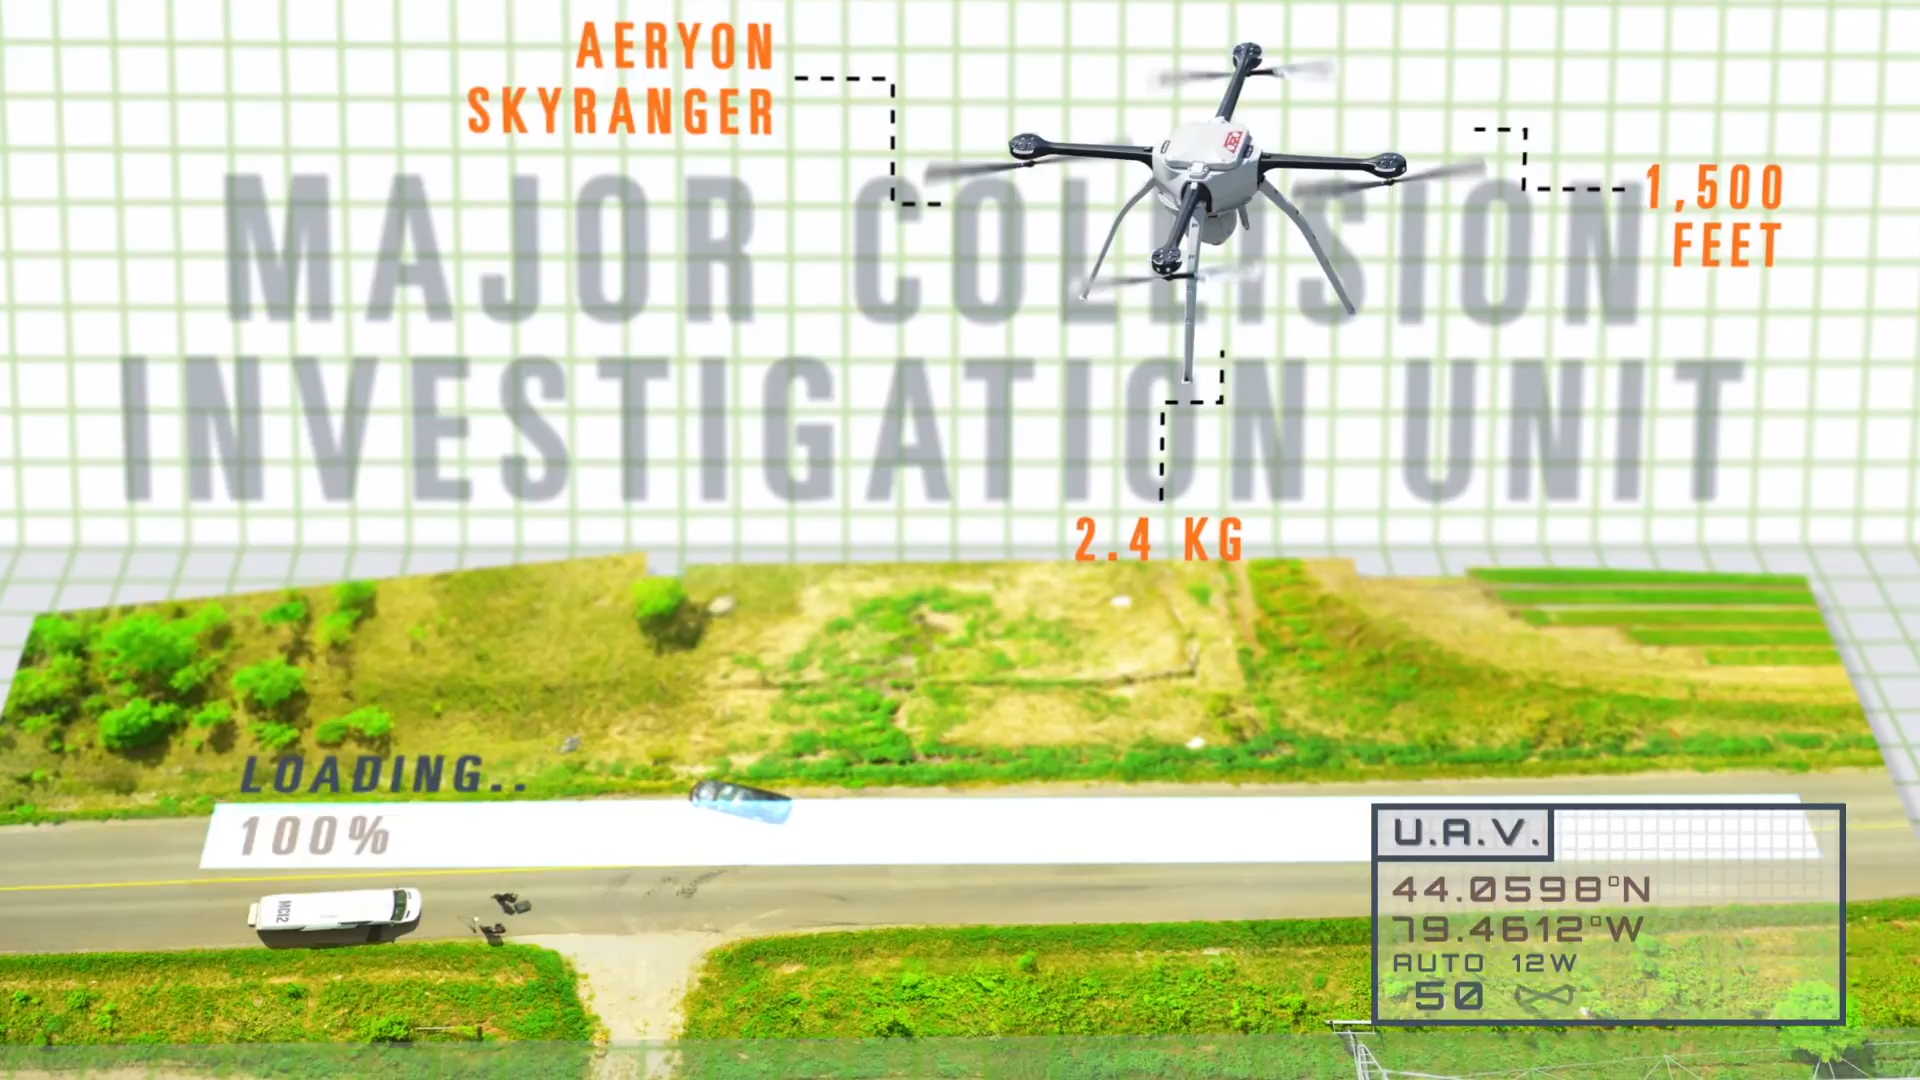 AERYON
SKYRANGER
1,500
FEET
MAJOR COLLISION
INVESTIGATION UNIT
2.4 KG
LOADING..
100%
MCI2
U.A.V.
44.0598°N
79.4612°W
AUTO 12W
50